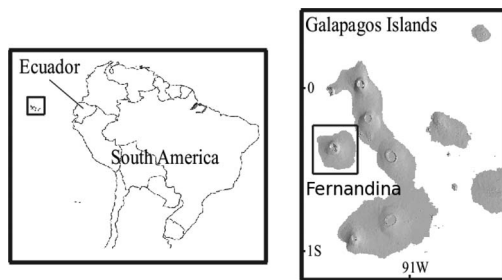 Ecuador
South America
Galapagos Islands
0
Fernandina
1S
91W